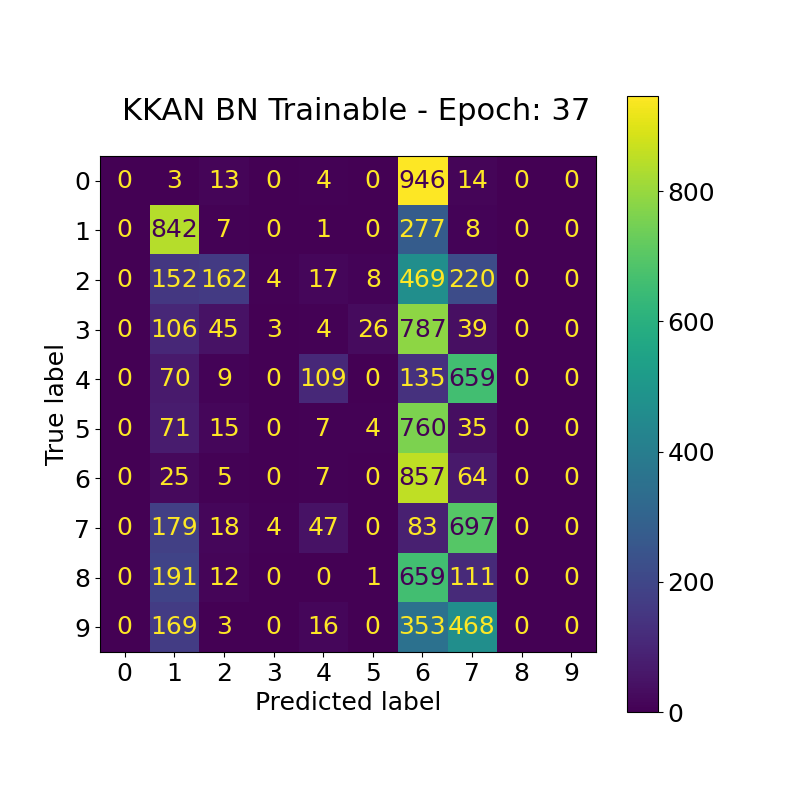 KKAN BN Trainable - Epoch: 37
0 0 3 13 0 4 0 946 14 0 0
1 0 842 7 0 1 0 277 8 0 0
2 0 152 162 4 17 8 469 220 0 0
3 0 106 45 3 4 26 787 39 0 0
4 0 70 9 0 109 0 135 659 0 0
5 0 71 15 0 7 4 760 35 0 0
6 0 25 5 0 7 0 857 64 0 0
7 0 179 18 4 47 0 83 697 0 0
8 0 191 12 0 0 1 659 111 0 0
9 0 169 3 0 16 0 353 468 0 0
0 1 2 3 4 5 6 7 8 9
Predicted label
True label
800
600
400
200
0